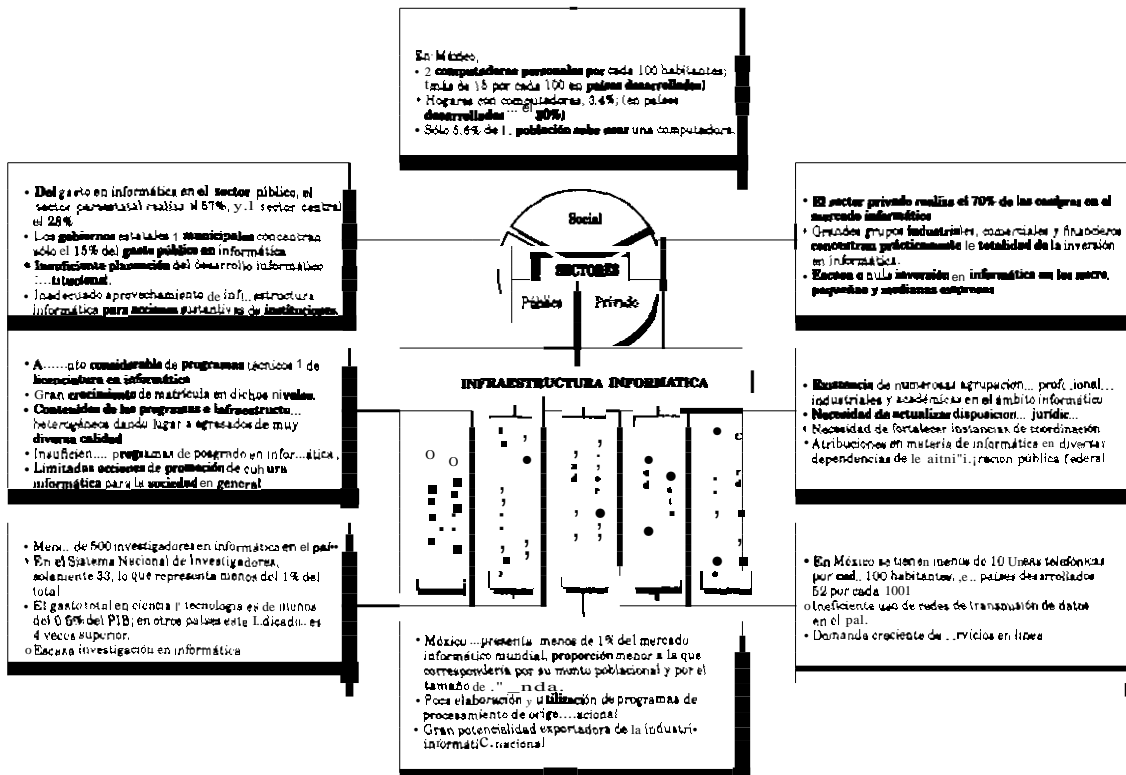 En México,
• 2 computadoras personales por cada 100 habitantes;
(más de 15 por cada 100 en países desarrollados)
• Hogares con computadoras, 3.4%; (en países
desarrollados ... el 30%)
• Sólo 5.6% de población sabe usar una computadora.
• Del gasto en informática en el sector público, el
sector paraestatal realiza el 57%, y sector central
el 28%
• Los gobiernos estatales municipales concentran
sólo el 15% del gasto público en informática
• Insuficiente planeación del desarrollo informático
• Inadecuado aprovechamiento de
informática para acciones sustantivas de instituciones.
Social
SECTORES
Público Privado
• El sector privado realiza el 70% de las compras en el
mercado informático
• Grandes grupos industriales, comerciales y financieros
concentran prácticamente le totalidad de la inversión
en informática.
• Escasa o nula inversión en informática en las micro,
pequeñas y medianas empresas
• considerable de programas técnicos de
licenciatura en informática
• Gran crecimiento de matrícula en dichos niveles.
• Contenidos de los programas e
heterogéneos dando lugar a egresados de muy
diversa calidad
• programas de posgrado en
• Limitadas acciones de promoción de cultura
informática para la sociedad en general
INFRAESTRUCTURA INFORMATICA
• Existencia de numerosas
industriales y académicas en el ámbito informático
• Necesidad de actualizar
• Necesidad de fortalecer instancias de coordinación
• Atribuciones en materia de informática en diversas
dependencias de le pública federal
• de 500 investigadores en informática en el
• En el Sistema Nacional de Investigadores,
solamente 33, lo que representa menos del 1% del
total
• El gasto total en ciencia y tecnología es de menos
del 0.6% del PIB; en otros países este es
4 veces superior.
o Escasa investigación en informática
• En México se tienen menos de 10 líneas telefónicas
por 100 habitantes, países desarrollados
52 por cada 1001
o Ineficiente uso de redes de transmisión de datos
en el
• Demanda creciente de en línea
• México menos de 1% del mercado
informático mundial, proporción menor a la que
correspondería por su monto poblacional y por el
tamaño de
• Poca elaboración y utilización de programas de
procesamiento de
• Gran potencialidad exportadora de la
nacional